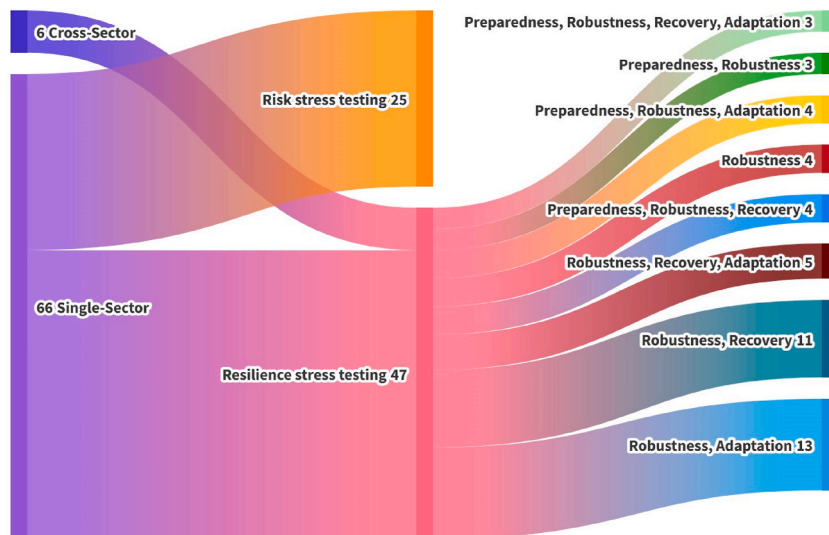 6 Cross-Sector
66 Single-Sector
Risk stress testing 25
Resilience stress testing 47
Preparedness, Robustness, Recovery, Adaptation 3
Preparedness, Robustness 3
Preparedness, Robustness, Adaptation 4
Robustness 4
Preparedness, Robustness, Recovery 4
Robustness, Recovery, Adaptation 5
Robustness, Recovery 11
Robustness, Adaptation 13